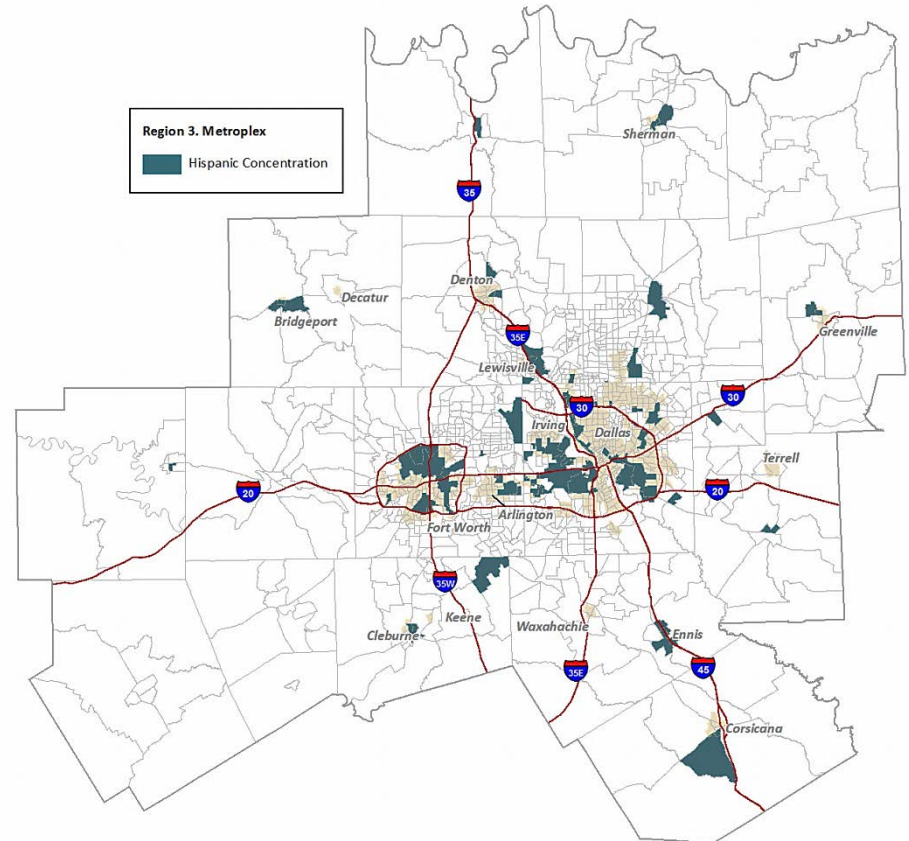 Region 3. Metroplex
Hispanic Concentration
Sherman
35
Denton
Decatur
Bridgeport
Greenville
35E
Lewisville
30
30
Irving
Dallas
Terrell
20
20
Arlington
Fort Worth
35W
Keene
Waxahachie
Cleburne
Ennis
35E
45
Corsicana